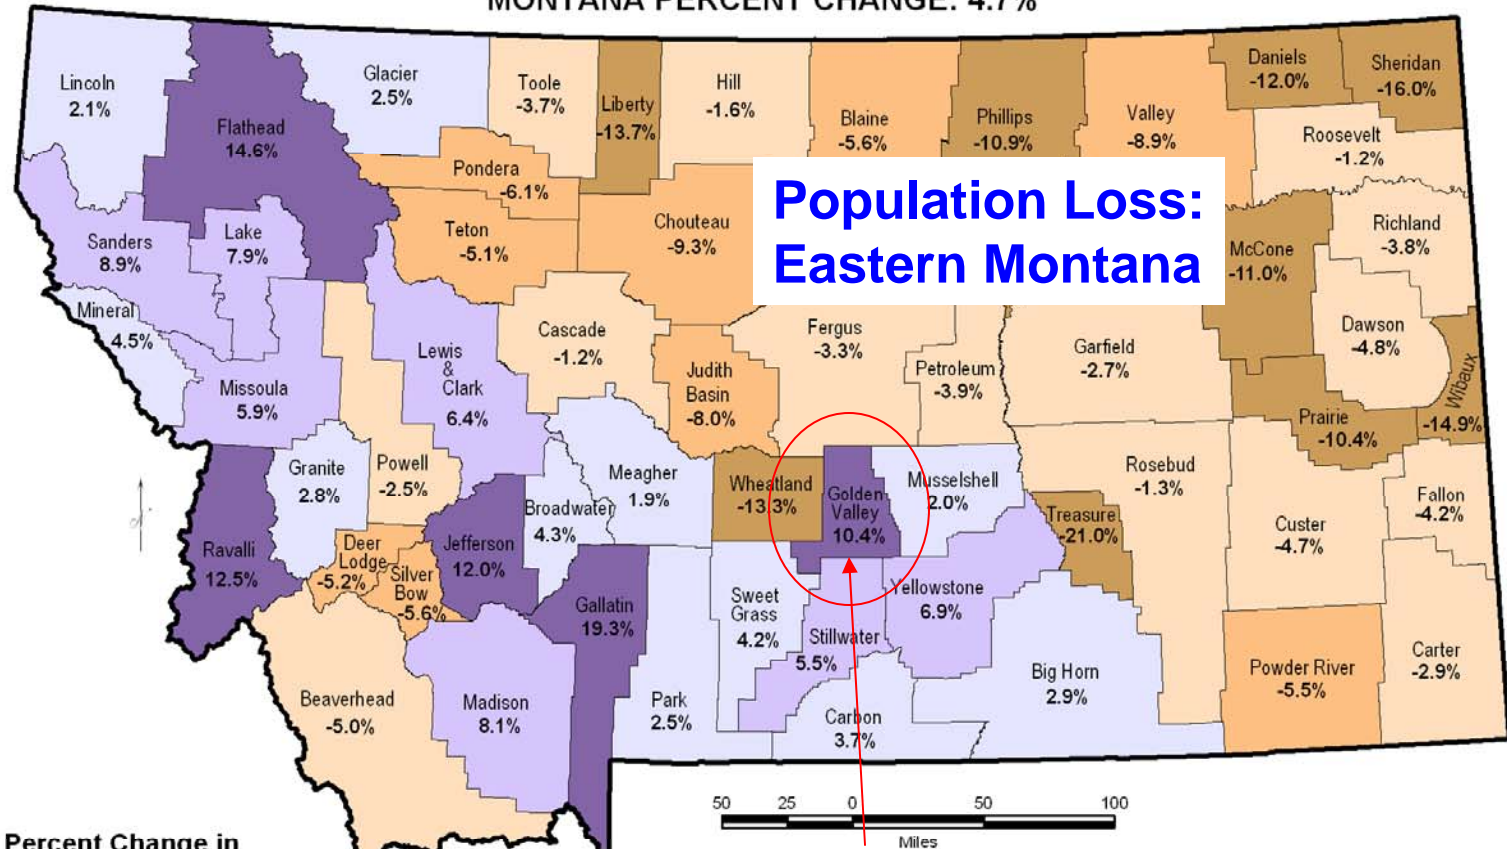 MONTANA PERCENT CHANGE: 4.7%
Lincoln
2.1%
Flathead
14.6%
Glacier
2.5%
Toole
-3.7%
Liberty
-13.7%
Hill
-1.6%
Blaine
-5.6%
Phillips
-10.9%
Valley
-8.9%
Daniels
-12.0%
Sheridan
-16.0%
Roosevelt
-1.2%
Pondera
-6.1%
Teton
-5.1%
Chouteau
-9.3%
Population Loss:
Eastern Montana
McCone
-11.0%
Richland
-3.8%
Sanders
8.9%
Lake
7.9%
Mineral
4.5%
Missoula
5.9%
Lewis
&
Clark
6.4%
Cascade
-1.2%
Judith
Basin
-8.0%
Fergus
-3.3%
Petroleum
-3.9%
Garfield
-2.7%
Dawson
-4.8%
Wibaux
-14.9%
Prairie
-10.4%
Granite
2.8%
Powell
-2.5%
Broadwater
4.3%
Meagher
1.9%
Wheatland
-13.3%
Golden
Valley
10.4%
Musselshell
2.0%
Treasure
-21.0%
Rosebud
-1.3%
Custer
-4.7%
Fallon
-4.2%
Ravalli
12.5%
Deer
Lodge
-5.2%
Silver
Bow
-5.6%
Jefferson
12.0%
Gallatin
19.3%
Sweet
Grass
4.2%
Stillwater
5.5%
Yellowstone
6.9%
Big Horn
2.9%
Powder River
-5.5%
Carter
-2.9%
Beaverhead
-5.0%
Madison
8.1%
Park
2.5%
Carbon
3.7%
50 25 0 50 100
Miles
Percent Change in